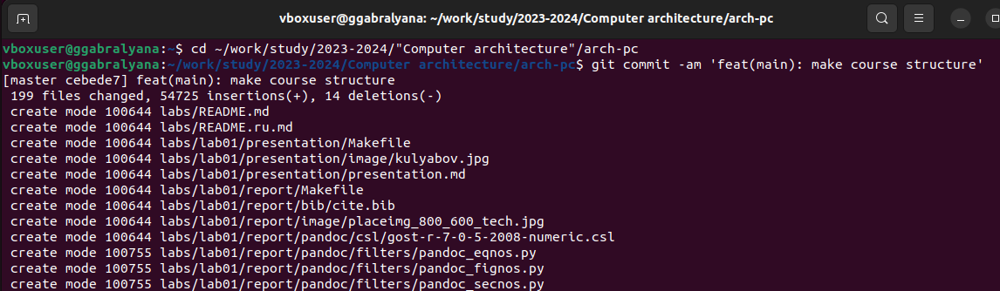 vboxuser@ggabralyana: ~/work/study/2023-2024/Computer architecture/arch-pc
vboxuser@ggabralyana:~$ cd ~/work/study/2023-2024/"Computer architecture"/arch-pc
vboxuser@ggabralyana:~/work/study/2023-2024/Computer architecture/arch-pc$ git commit -am 'feat(main): make course structure'
[master cebede7] feat(main): make course structure
 199 files changed, 54725 insertions(+), 14 deletions(-)
 create mode 100644 labs/README.md
 create mode 100644 labs/README.ru.md
 create mode 100644 labs/lab01/presentation/Makefile
 create mode 100644 labs/lab01/presentation/image/kulyabov.jpg
 create mode 100644 labs/lab01/presentation/presentation.md
 create mode 100644 labs/lab01/report/Makefile
 create mode 100644 labs/lab01/report/bib/cite.bib
 create mode 100644 labs/lab01/report/image/placeimg_800_600_tech.jpg
 create mode 100644 labs/lab01/report/pandoc/csl/gost-r-7-0-5-2008-numeric.csl
 create mode 100755 labs/lab01/report/pandoc/filters/pandoc_eqnos.py
 create mode 100755 labs/lab01/report/pandoc/filters/pandoc_fignos.py
 create mode 100755 labs/lab01/report/pandoc/filters/pandoc_secnos.py